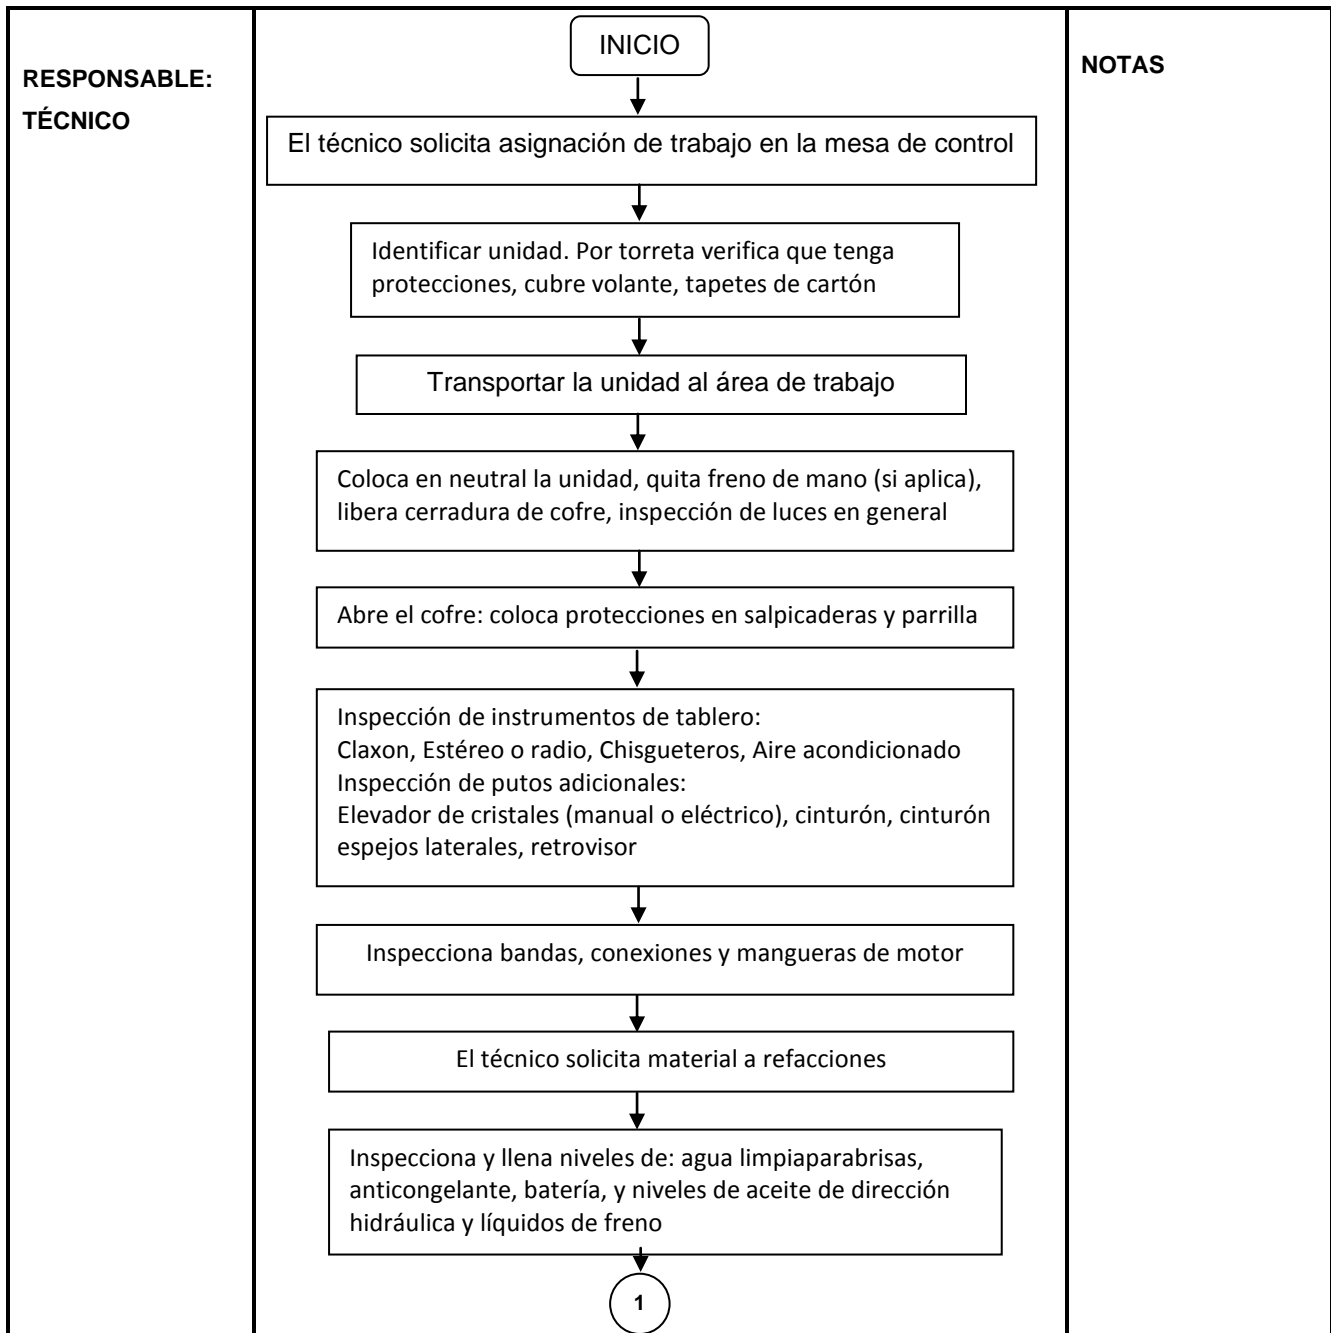 RESPONSABLE:
TÉCNICO
INICIO
El técnico solicita asignación de trabajo en la mesa de control
Identificar unidad. Por torreta verifica que tenga
protecciones, cubre volante, tapetes de cartón
Transportar la unidad al área de trabajo
Coloca en neutral la unidad, quita freno de mano (si aplica),
libera cerradura de cofre, inspección de luces en general
Abre el cofre: coloca protecciones en salpicaderas y parrilla
Inspección de instrumentos de tablero:
Claxon, Estéreo o radio, Chisgueteros, Aire acondicionado
Inspección de putos adicionales:
Elevador de cristales (manual o eléctrico), cinturón, cinturón
espejos laterales, retrovisor
Inspecciona bandas, conexiones y mangueras de motor
El técnico solicita material a refacciones
Inspecciona y llena niveles de: agua limpiaparabrisas,
anticongelante, batería, y niveles de aceite de dirección
hidráulica y líquidos de freno
1
NOTAS